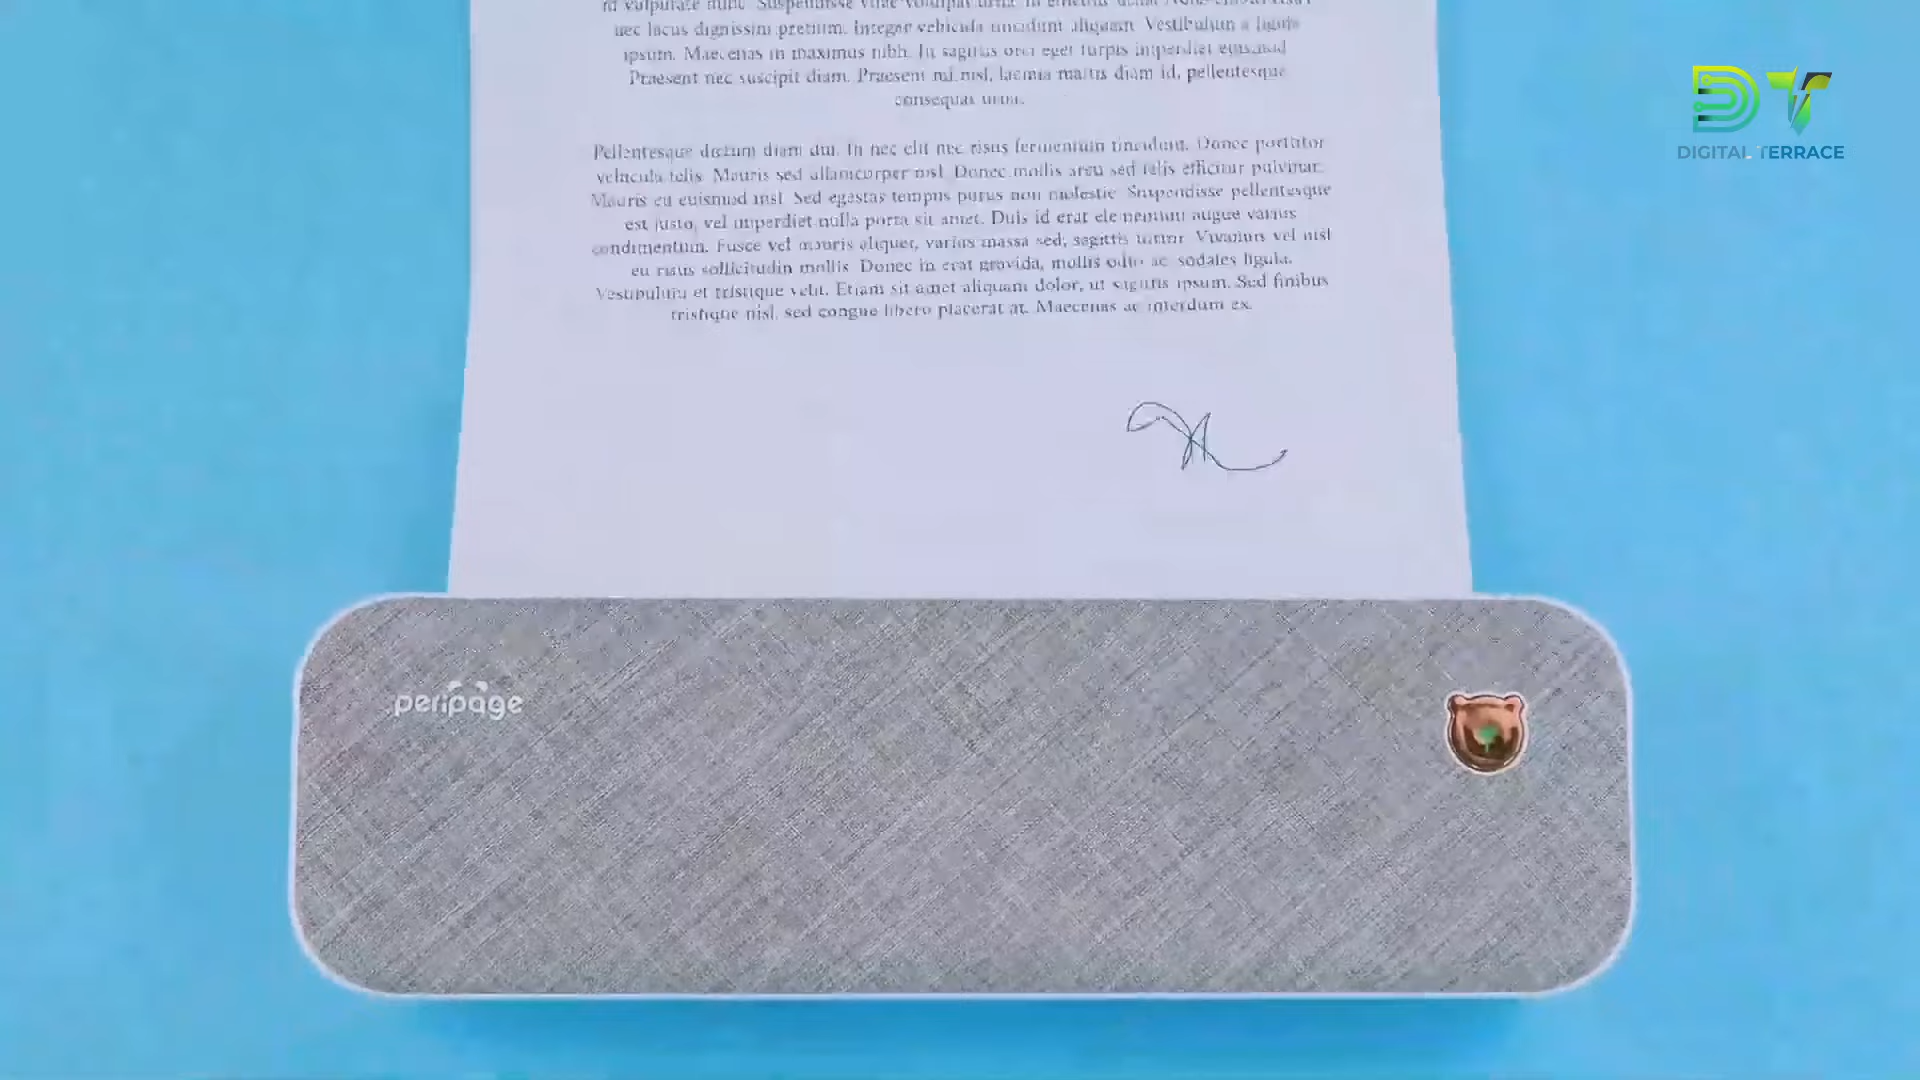 nec lacus dignissim pretium. Integer vehicula tincidunt aliquam. Vestibulum a ligula
ipsum. Maecenas in maximus nibh. In sagittis orci eget turpis imperdiet euismod
Praesent nec suscipit diam. Praesent mi nisl, lacinia mattis diam id, pellentesque
consequat urna.
Pellentesque dictum diam dui. In nec elit nec risus fermentum tincidunt. Donec porttitor
vehicula felis. Mauris sed ullamcorper nisl. Donec mollis arcu sed felis efficitur pulvinar.
Mauris eu euismod nisl. Sed egestas tempus purus non molestie. Suspendisse pellentesque
est justo, vel imperdiet nulla porta sit amet. Duis id erat elementum augue varius
condimentum. Fusce vel mauris aliquet, varius massa sed, sagittis tortor. Vivamus vel nisl
eu risus sollicitudin mollis. Donec in erat gravida, mollis odio ac, sodales ligula.
Vestibulum et tristique velit. Etiam sit amet aliquam dolor, ut sagittis ipsum. Sed finibus
tristique nisl, sed congue libero placerat at. Maecenas ac interdum ex.
peripage
DT
DIGITAL TERRACE